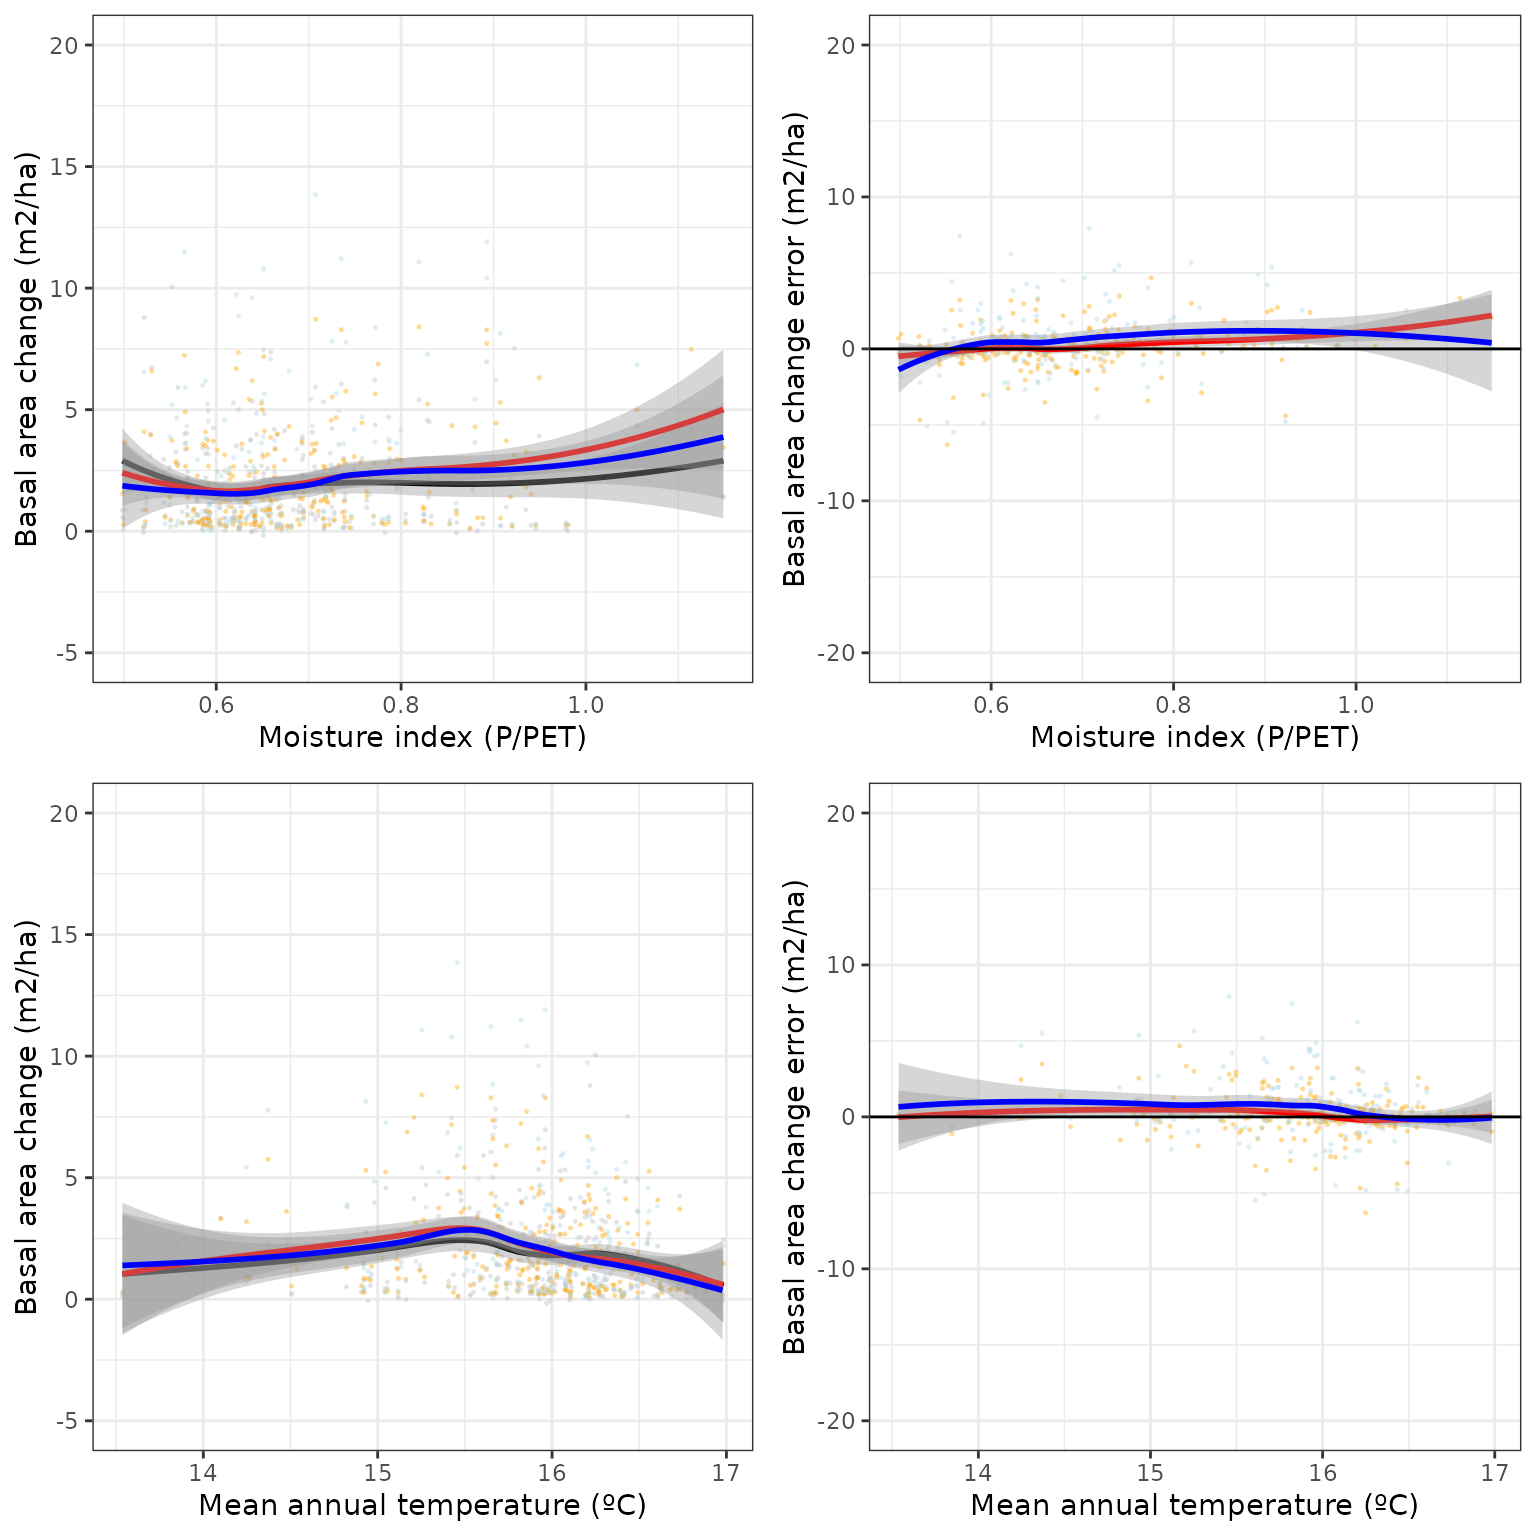 Basal area change (m2/ha)
20
15
10
5
0
-5
0.6 0.8 1.0
Moisture index (P/PET)
Basal area change error (m2/ha)
20
10
0
-10
-20
0.6 0.8 1.0
Moisture index (P/PET)
Basal area change (m2/ha)
20
15
10
5
0
-5
14 15 16 17
Mean annual temperature (ºC)
Basal area change error (m2/ha)
20
10
0
-10
-20
14 15 16 17
Mean annual temperature (ºC)